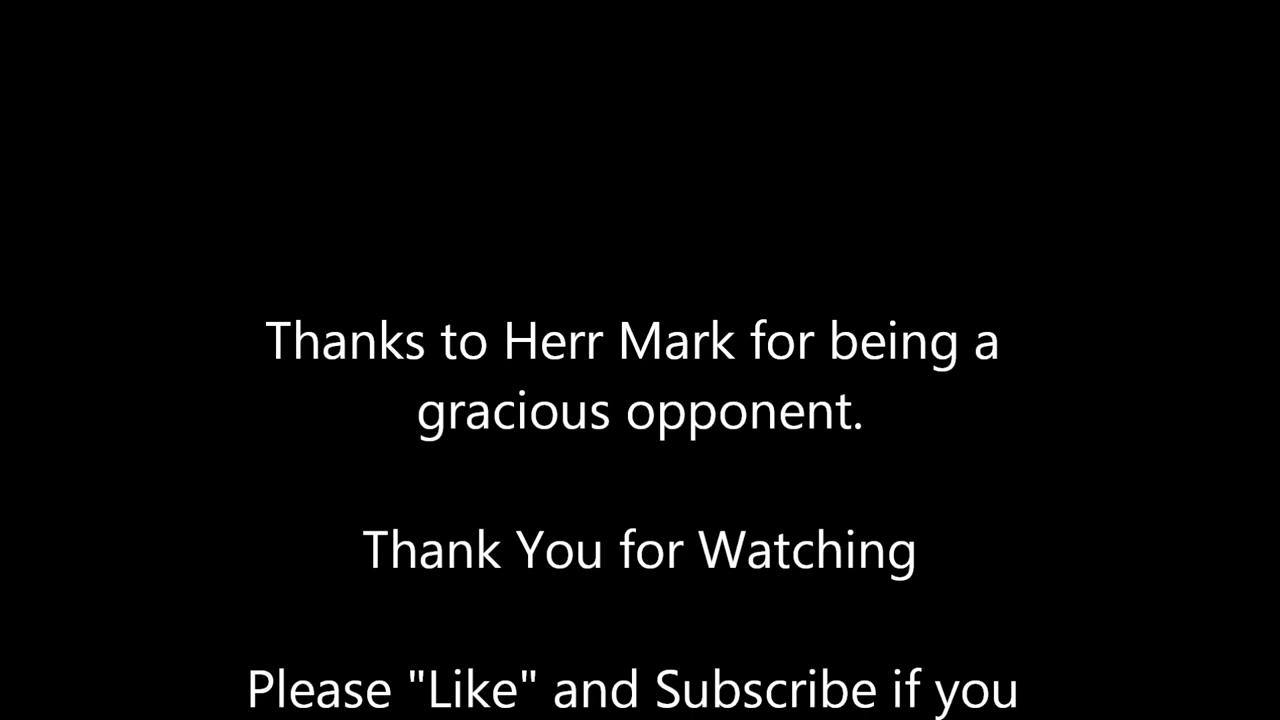 Thanks to Herr Mark for being a
gracious opponent.
Thank You for Watching
Please "Like" and Subscribe if you